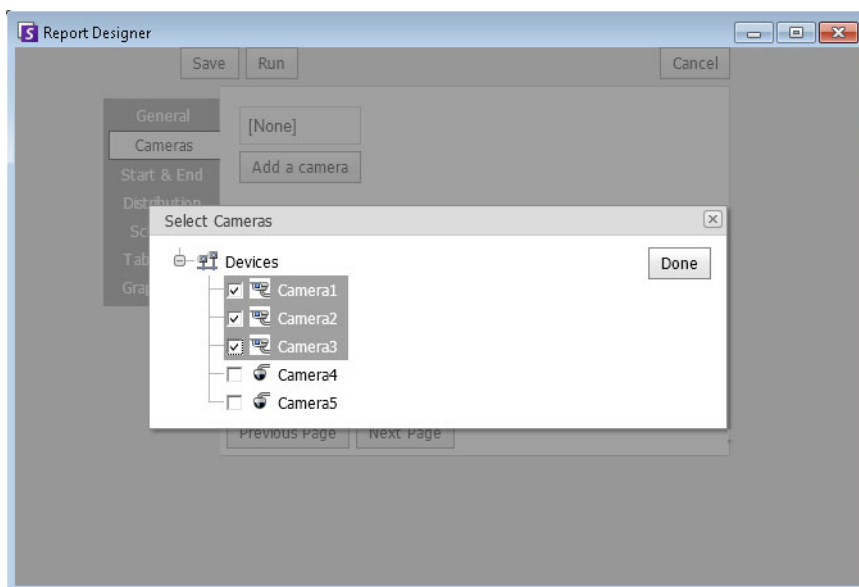 Report Designer
Save Run Cancel
General
[None]
Cameras
Add a camera
Start & End
Distribution
Select Cameras
Devices
Done
Camera1
Camera2
Camera3
Camera4
Camera5
Previous Page Next Page